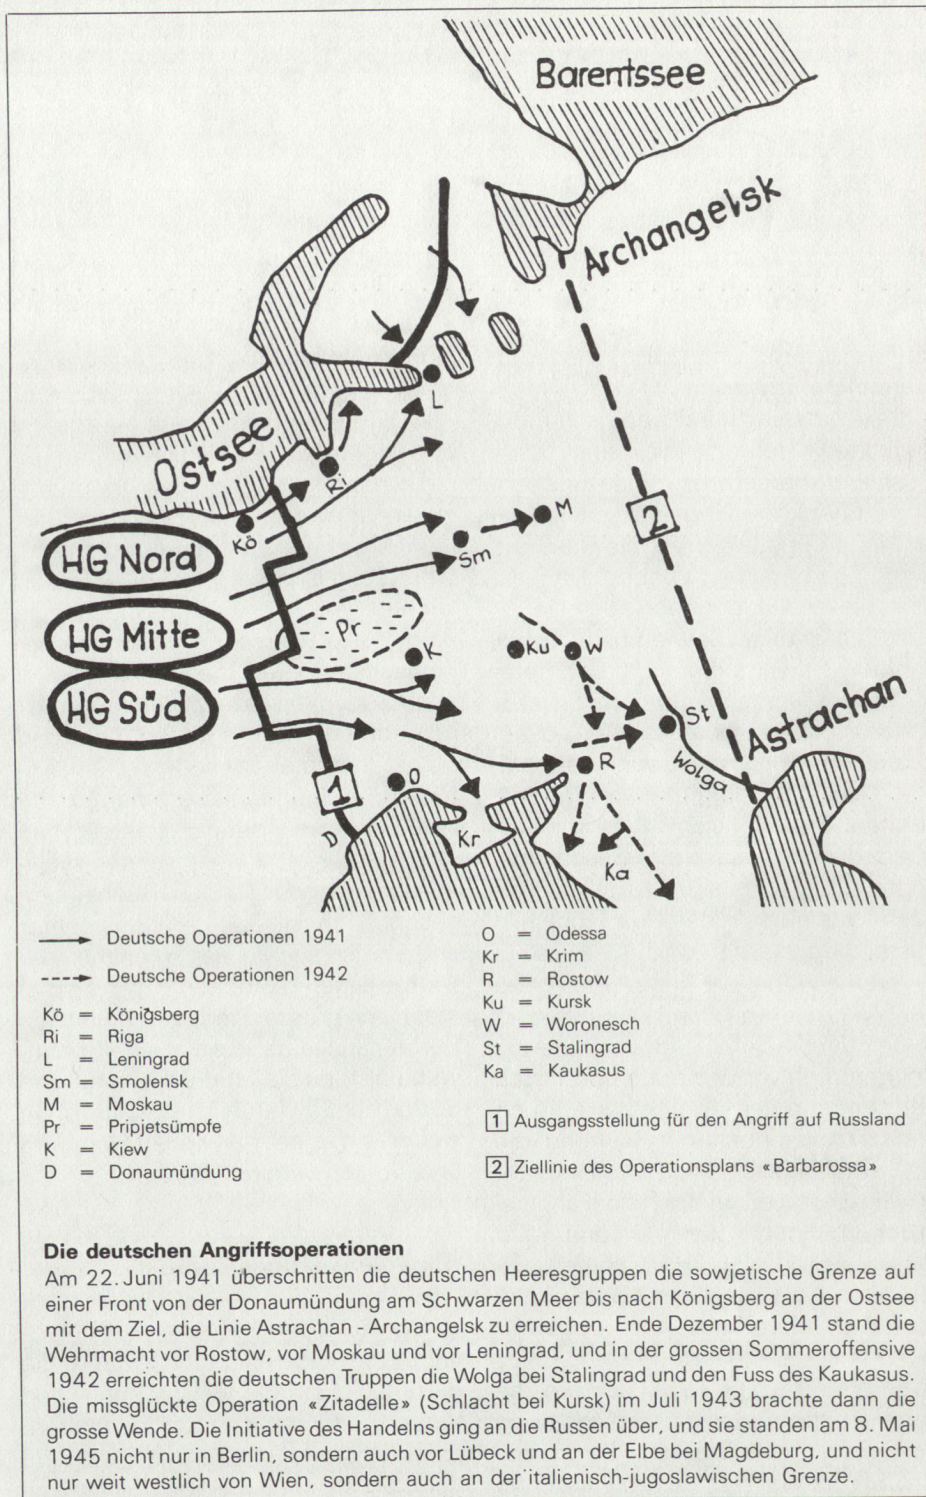 Barentssee
Archangelsk
Ostsee
L
Ri
Kö
M
Sm
2
HG Nord
HG Mitte
HG Süd
Pr
K
Ku
W
St
Astrachan
Wolga
R
1
O
D
Kr
Ka
Deutsche Operationen 1941
Deutsche Operationen 1942
Kö = Königsberg
Ri = Riga
L = Leningrad
Sm = Smolensk
M = Moskau
Pr = Pripjetsümpfe
K = Kiew
D = Donaumündung
O = Odessa
Kr = Krim
R = Rostow
Ku = Kursk
W = Woronesch
St = Stalingrad
Ka = Kaukasus
1 Ausgangsstellung für den Angriff auf Russland
2 Ziellinie des Operationsplans «Barbarossa»
Die deutschen Angriffsoperationen
Am 22. Juni 1941 überschritten die deutschen Heeresgruppen die sowjetische Grenze auf
einer Front von der Donaumündung am Schwarzen Meer bis nach Königsberg an der Ostsee
mit dem Ziel, die Linie Astrachan - Archangelsk zu erreichen. Ende Dezember 1941 stand die
Wehrmacht vor Rostow, vor Moskau und vor Leningrad, und in der grossen Sommeroffensive
1942 erreichten die deutschen Truppen die Wolga bei Stalingrad und den Fuss des Kaukasus.
Die missglückte Operation «Zitadelle» (Schlacht bei Kursk) im Juli 1943 brachte dann die
grosse Wende. Die Initiative des Handelns ging an die Russen über, und sie standen am 8. Mai
1945 nicht nur in Berlin, sondern auch vor Lübeck und an der Elbe bei Magdeburg, und nicht
nur weit westlich von Wien, sondern auch an der italienisch-jugoslawischen Grenze.